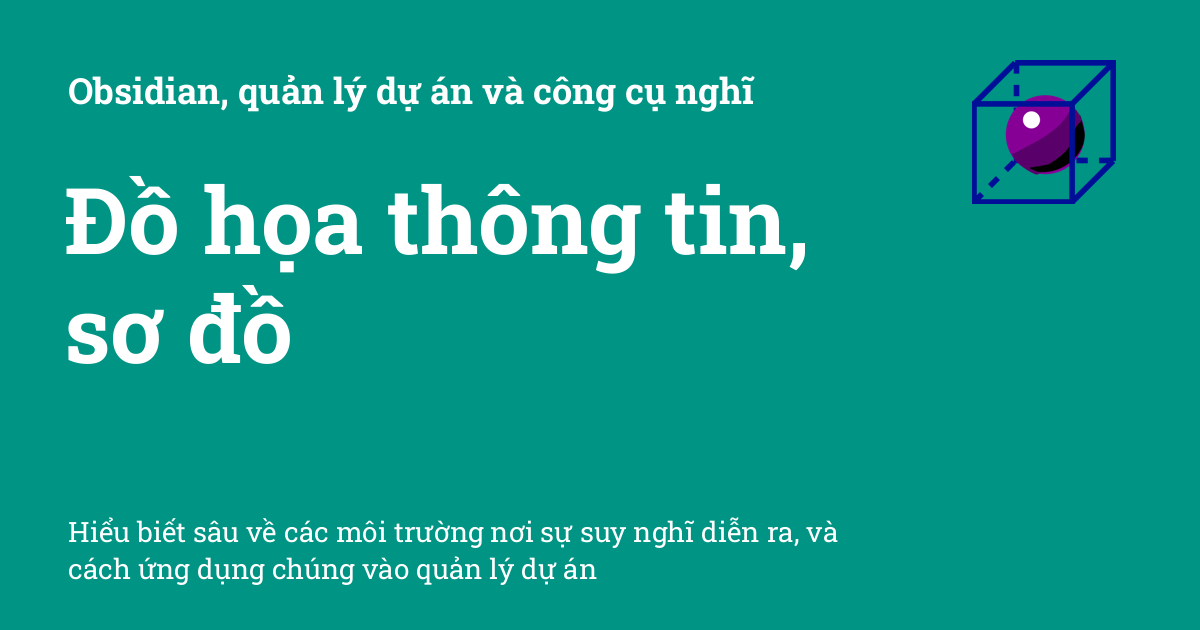 Obsidian, quản lý dự án và công cụ nghĩ
Đồ họa thông tin,
sơ đồ
Hiểu biết sâu về các môi trường nơi sự suy nghĩ diễn ra, và
cách ứng dụng chúng vào quản lý dự án